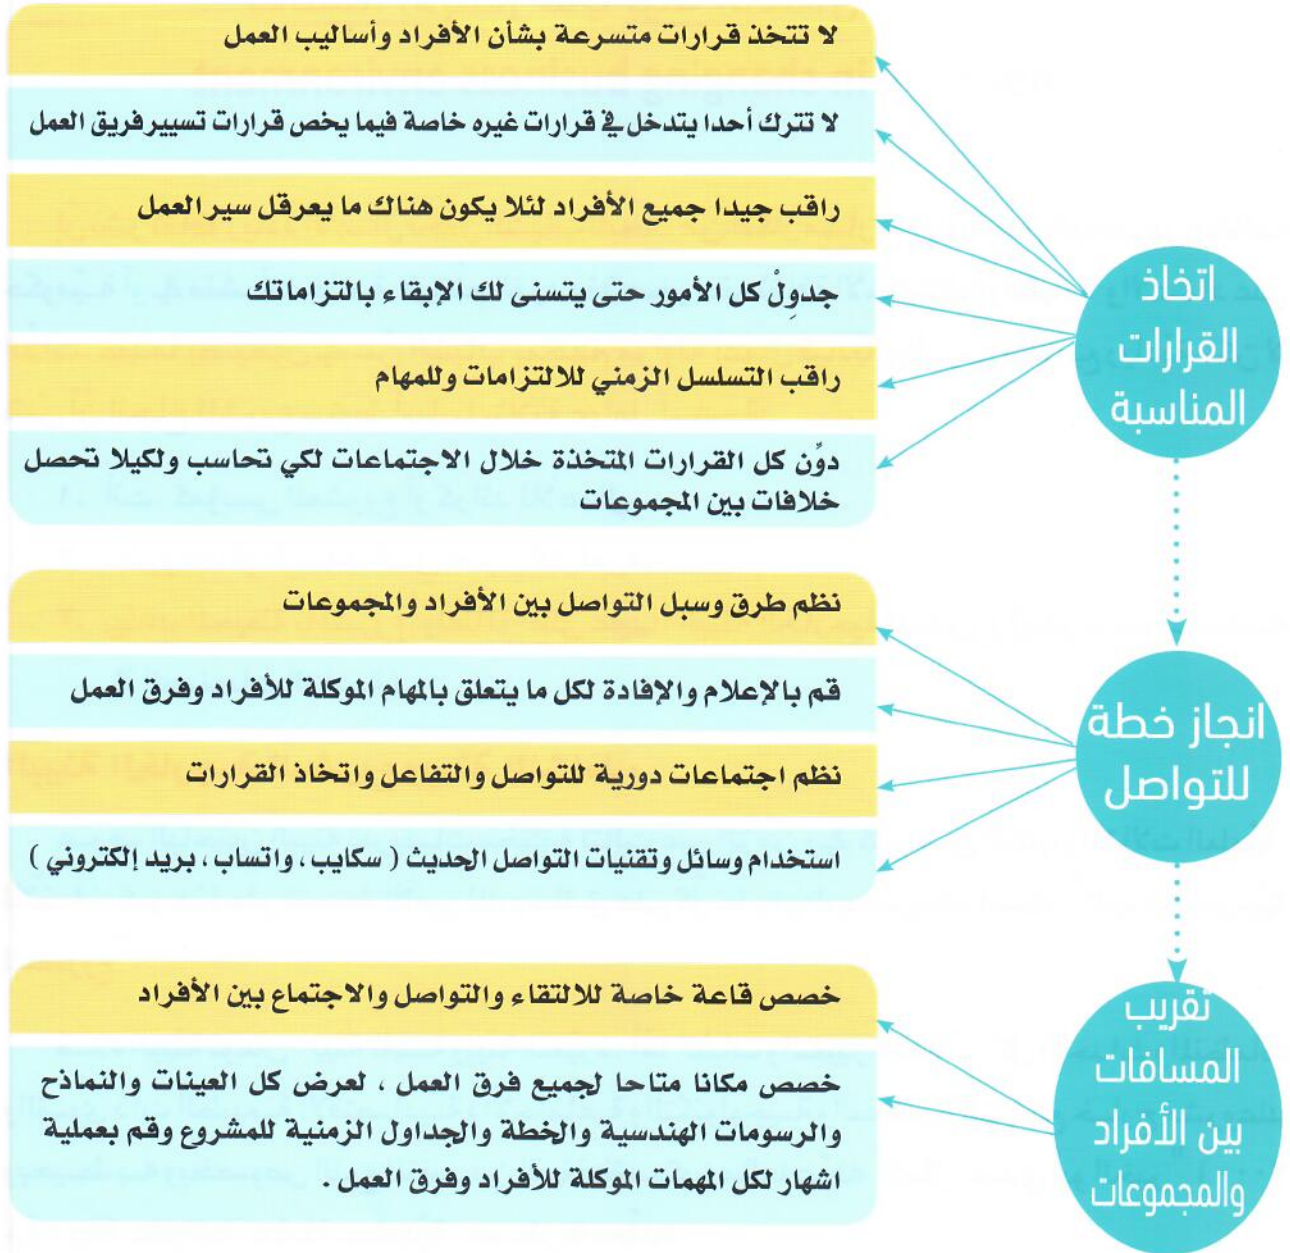 اتخاذ
القرارات
المناسبة
لا تتخذ قرارات متسرعة بشأن الأفراد وأساليب العمل
لا تترك أحدا يتدخل في قرارات غيره خاصة فيما يخص قرارات تسيير فريق العمل
راقب جيدا جميع الأفراد لئلا يكون هناك ما يعرقل سير العمل
جدوِلْ كل الأمور حتى يتسنى لك الإبقاء بالتزاماتك
راقب التسلسل الزمني للالتزامات وللمهام
دوِّن كل القرارات المتخذة خلال الاجتماعات لكي تحاسب ولكيلا تحصل
خلافات بين المجموعات
انجاز خطة
للتواصل
نظم طرق وسبل التواصل بين الأفراد والمجموعات
قم بالإعلام والإفادة لكل ما يتعلق بالمهام الموكلة للأفراد وفرق العمل
نظم اجتماعات دورية للتواصل والتفاعل واتخاذ القرارات
استخدام وسائل وتقنيات التواصل الحديث ( سكايب ، واتساب ، بريد إلكتروني )
تقريب
المسافات
بين الأفراد
والمجموعات
خصص قاعة خاصة للالتقاء والتواصل والاجتماع بين الأفراد
خصص مكانا متاحا لجميع فرق العمل ، لعرض كل العينات والنماذج
والرسومات الهندسية والخطة والجداول الزمنية للمشروع وقم بعملية
اشهار لكل المهمات الموكلة للأفراد وفرق العمل .